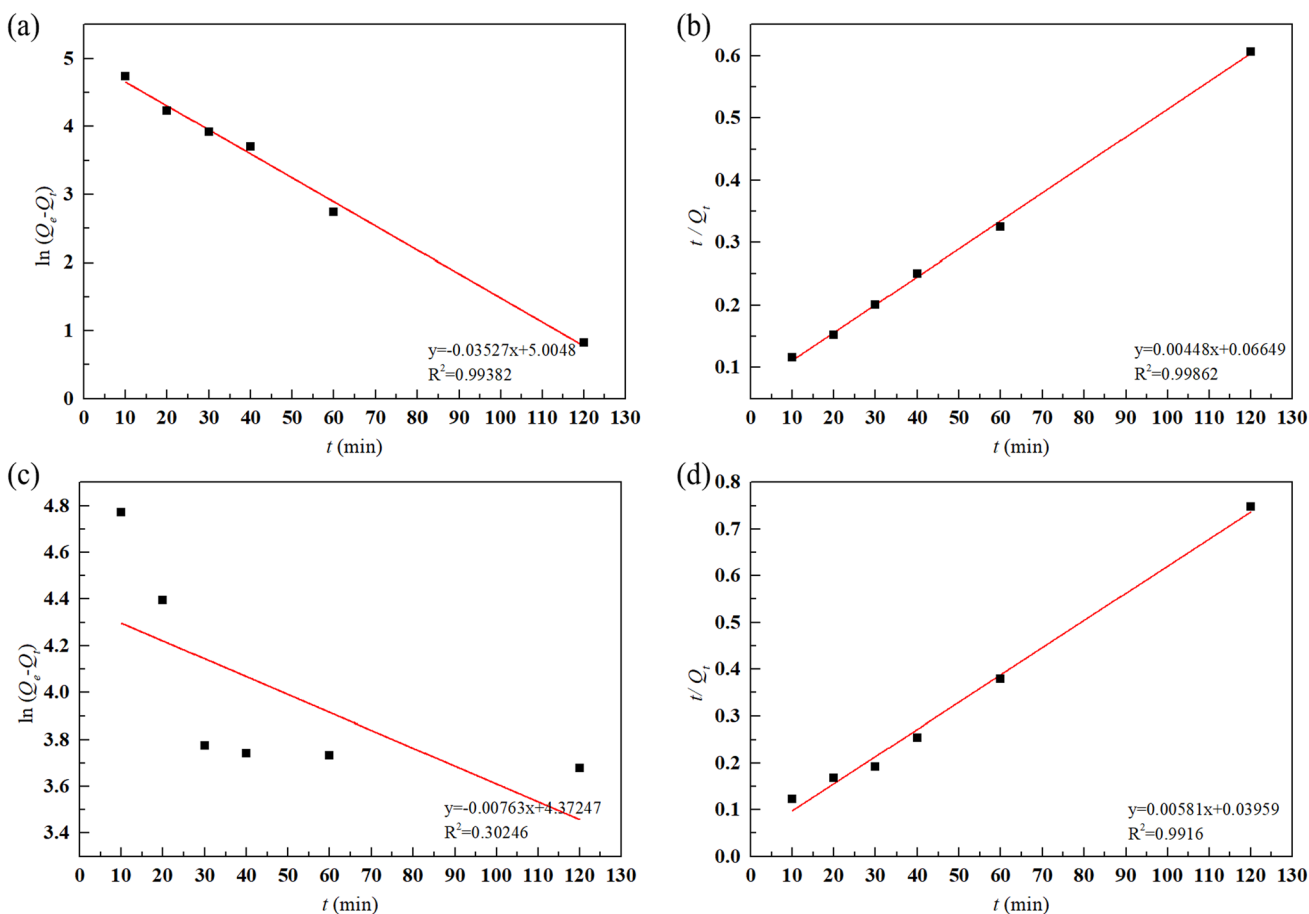 (a)
5
4
3
2
1
0
0 10 20 30 40 50 60 70 80 90 100 110 120 130
ln (Qₑ-Qₜ)
t (min)
y=-0.03527x+5.0048
R²=0.99382
(b)
0.6
0.5
0.4
0.3
0.2
0.1
0 10 20 30 40 50 60 70 80 90 100 110 120 130
t / Qₜ
t (min)
y=0.00448x+0.06649
R²=0.99862
(c)
4.8
4.6
4.4
4.2
4.0
3.8
3.6
3.4
0 10 20 30 40 50 60 70 80 90 100 110 120 130
ln (Qₑ-Qₜ)
t (min)
y=-0.00763x+4.37247
R²=0.30246
(d)
0.8
0.7
0.6
0.5
0.4
0.3
0.2
0.1
0.0
0 10 20 30 40 50 60 70 80 90 100 110 120 130
t/ Qₜ
t (min)
y=0.00581x+0.03959
R²=0.9916